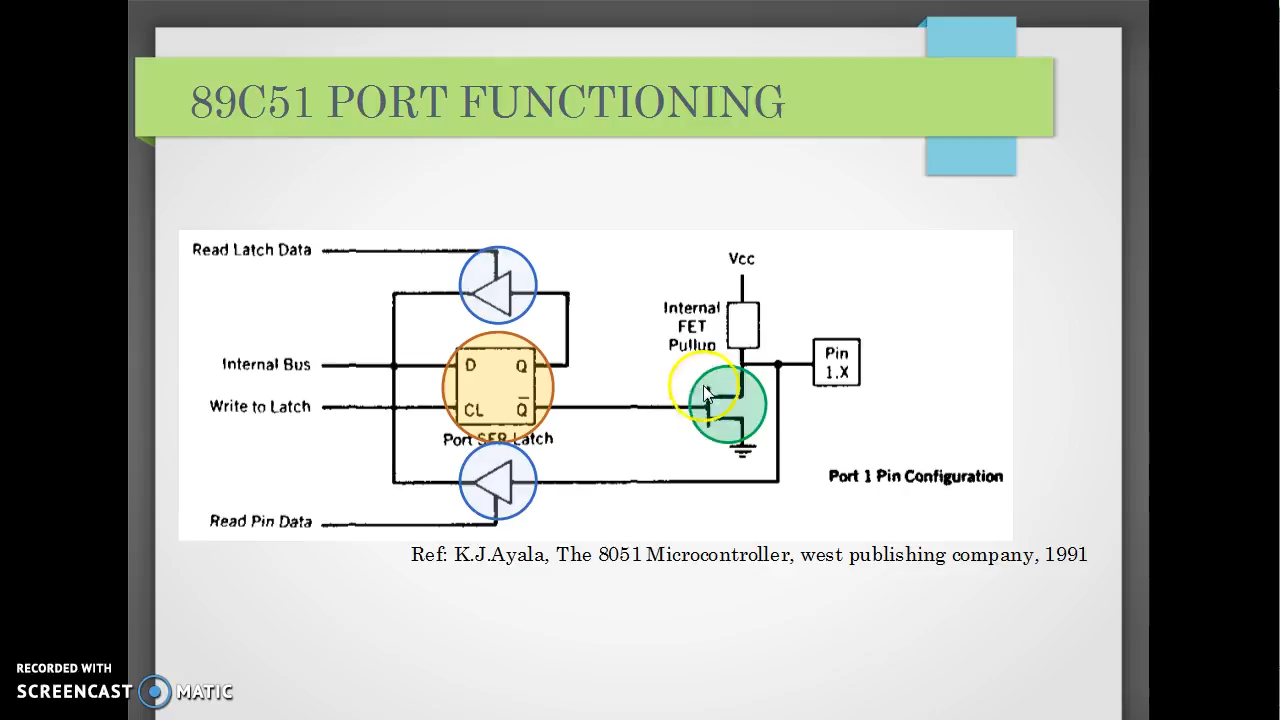 89C51 PORT FUNCTIONING
Read Latch Data
Vcc
Internal
FET
Pullup
Internal Bus
D Q
Pin
1.X
Write to Latch
CL Q̅
Port SFR Latch
Port 1 Pin Configuration
Read Pin Data
Ref: K.J.Ayala, The 8051 Microcontroller, west publishing company, 1991
RECORDED WITH
SCREENCAST MATIC